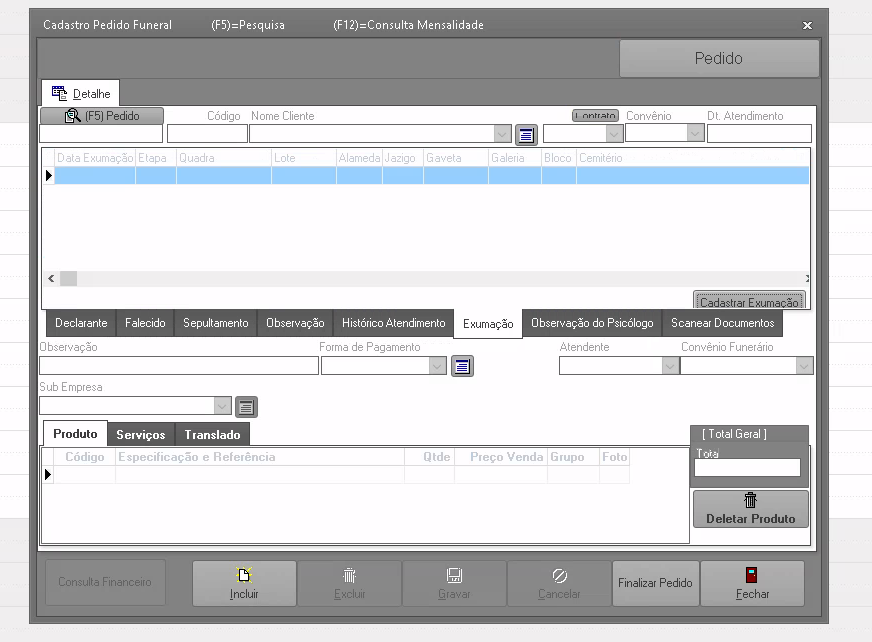 Cadastro Pedido Funeral (F5)=Pesquisa (F12)=Consulta Mensalidade
Pedido
Detalhe
(F5) Pedido Código Nome Cliente Contrato Convênio Dt. Atendimento
Data Exumação Etapa Quadra Lote Alameda Jazigo Gaveta Galeria Bloco Cemitério
Cadastrar Exumação
Declarante Falecido Sepultamento Observação Histórico Atendimento Exumação Observação do Psicólogo Scanear Documentos
Observação Forma de Pagamento Atendente Convênio Funerário
Sub Empresa
Produto Serviços Translado
[ Total Geral ]
Total
Código Especificação e Referência Qtde Preço Venda Grupo Foto
Deletar Produto
Consulta Financeiro Incluir Excluir Gravar Cancelar Finalizar Pedido Fechar